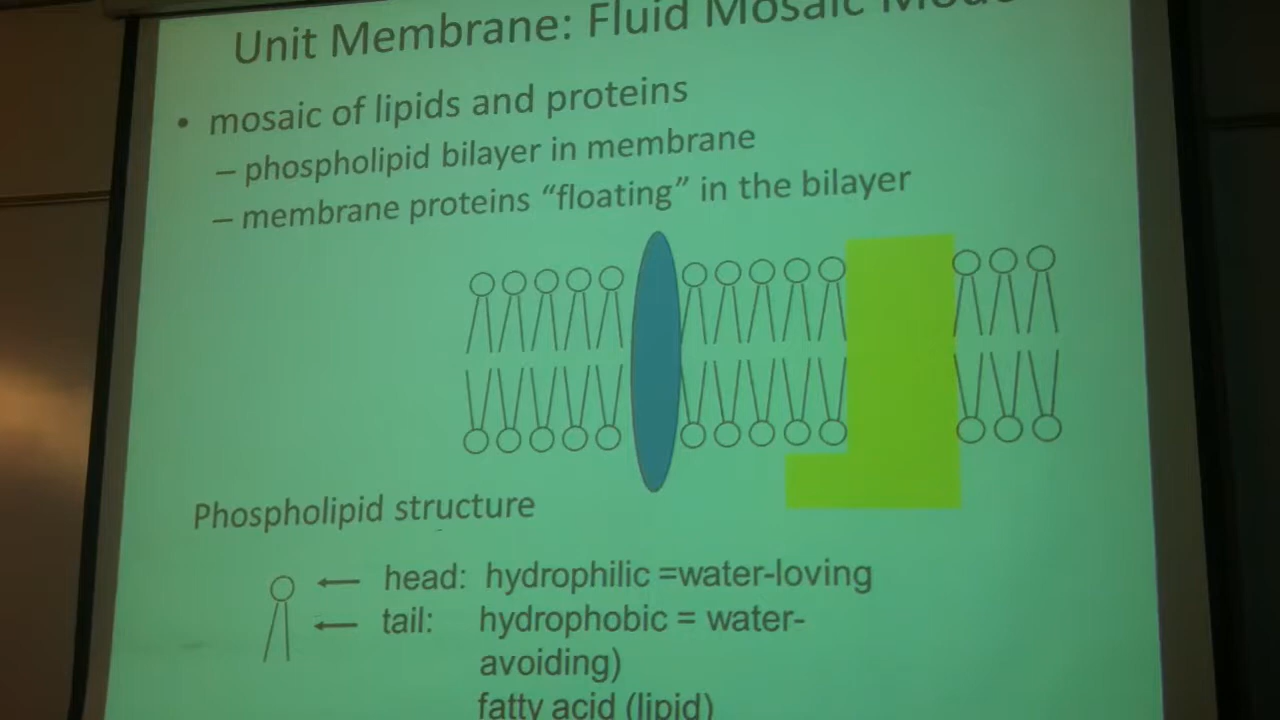 Unit Membrane: Fluid Mosaic
• mosaic of lipids and proteins
– phospholipid bilayer in membrane
– membrane proteins “floating” in the bilayer
Phospholipid structure
head: hydrophilic =water-loving
tail: hydrophobic = water-
avoiding)
fatty acid (lipid)